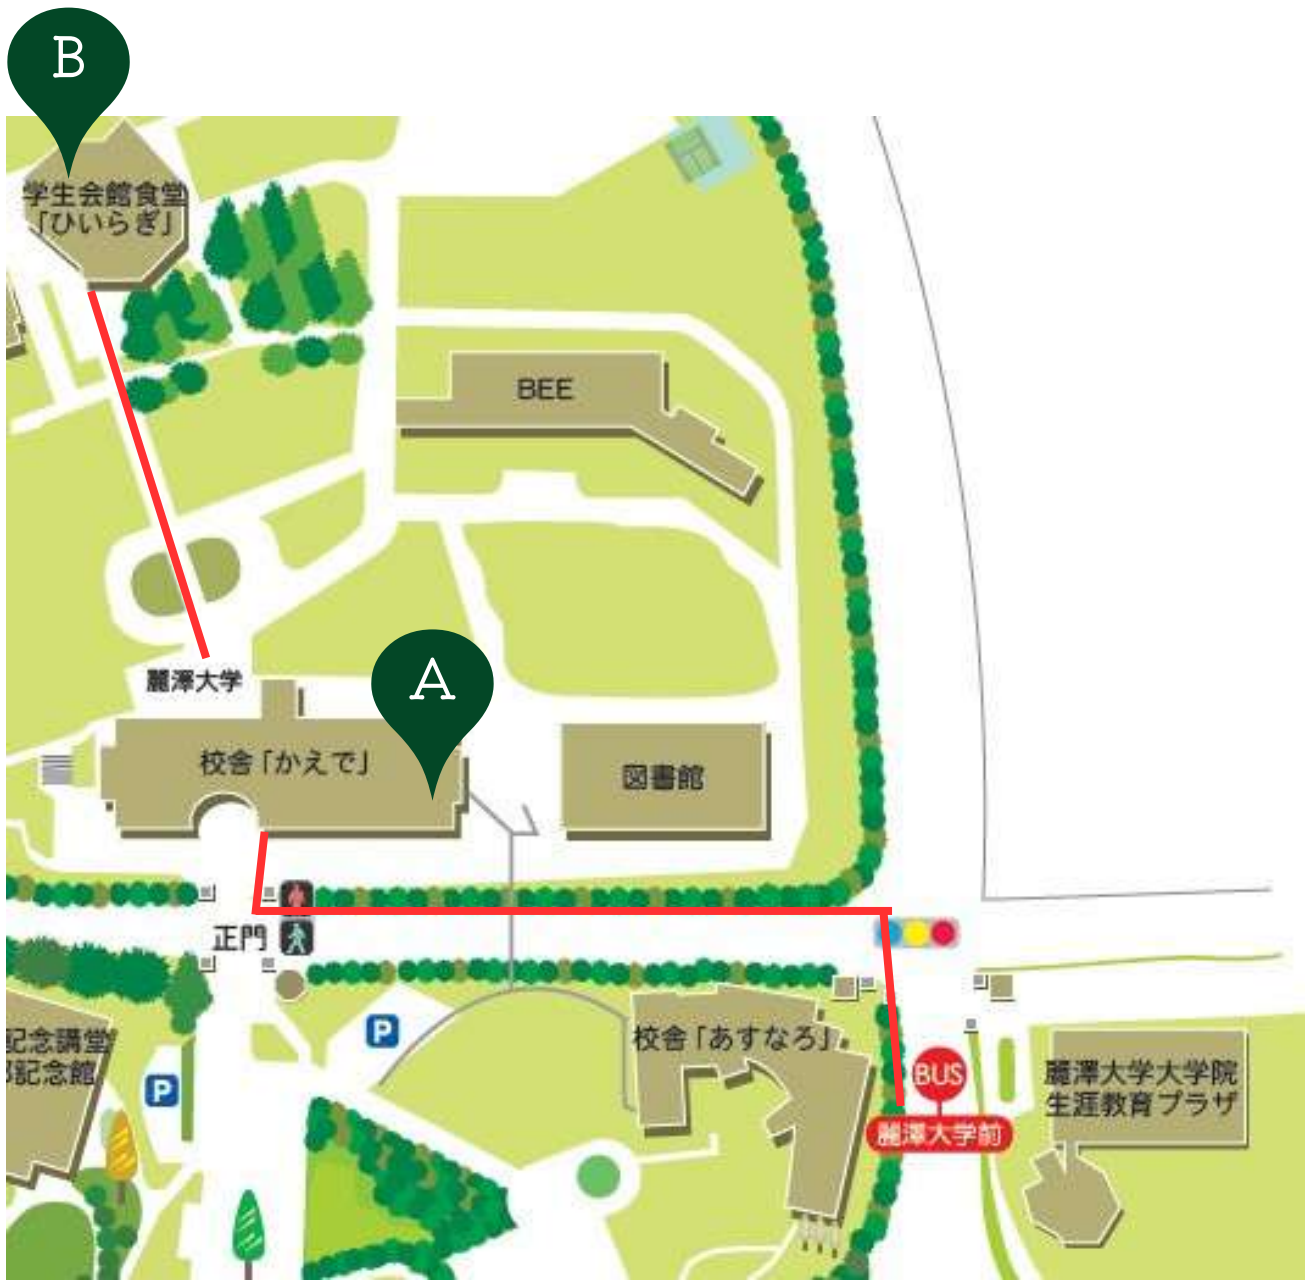 B
学生会館食堂
「ひいらぎ」
BEE
A
麗澤大学
校舎「かえで」
図書館
正門
P
記念講堂
記念館
P
校舎「あすなろ」
BUS
麗澤大学前
麗澤大学大学院
生涯教育プラザ